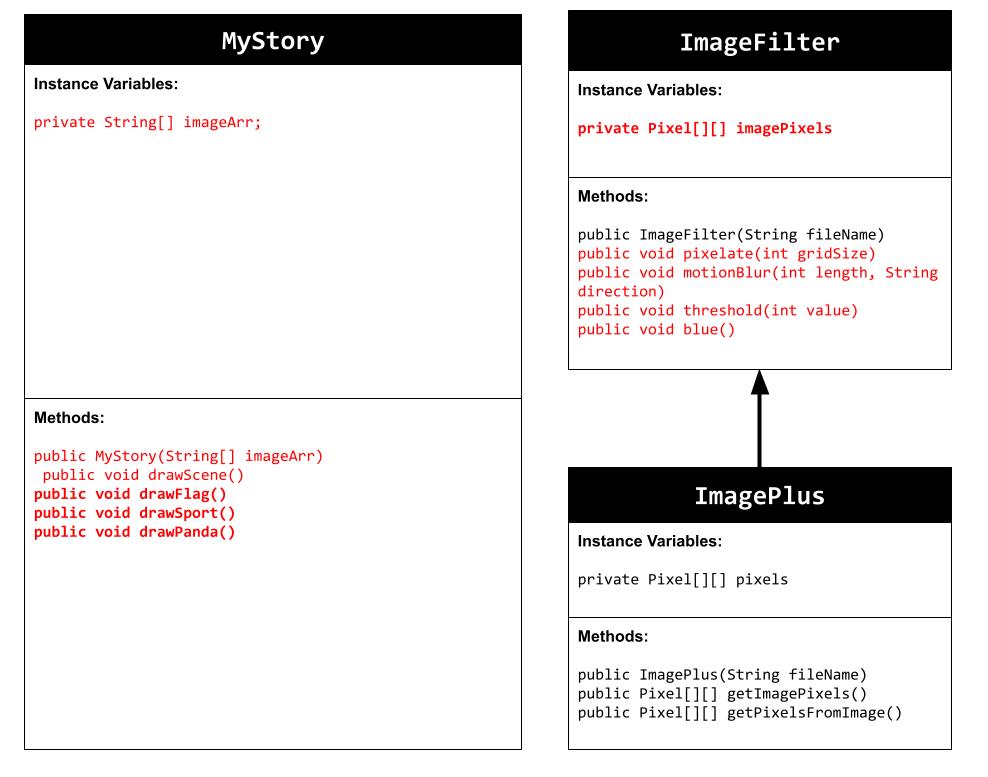 MyStory
Instance Variables:
private String[] imageArr;
Methods:
public MyStory(String[] imageArr)
public void drawScene()
public void drawFlag()
public void drawSport()
public void drawPanda()
ImageFilter
Instance Variables:
private Pixel[][] imagePixels
Methods:
public ImageFilter(String fileName)
public void pixelate(int gridSize)
public void motionBlur(int length, String
direction)
public void threshold(int value)
public void blue()
ImagePlus
Instance Variables:
private Pixel[][] pixels
Methods:
public ImagePlus(String fileName)
public Pixel[][] getImagePixels()
public Pixel[][] getPixelsFromImage()